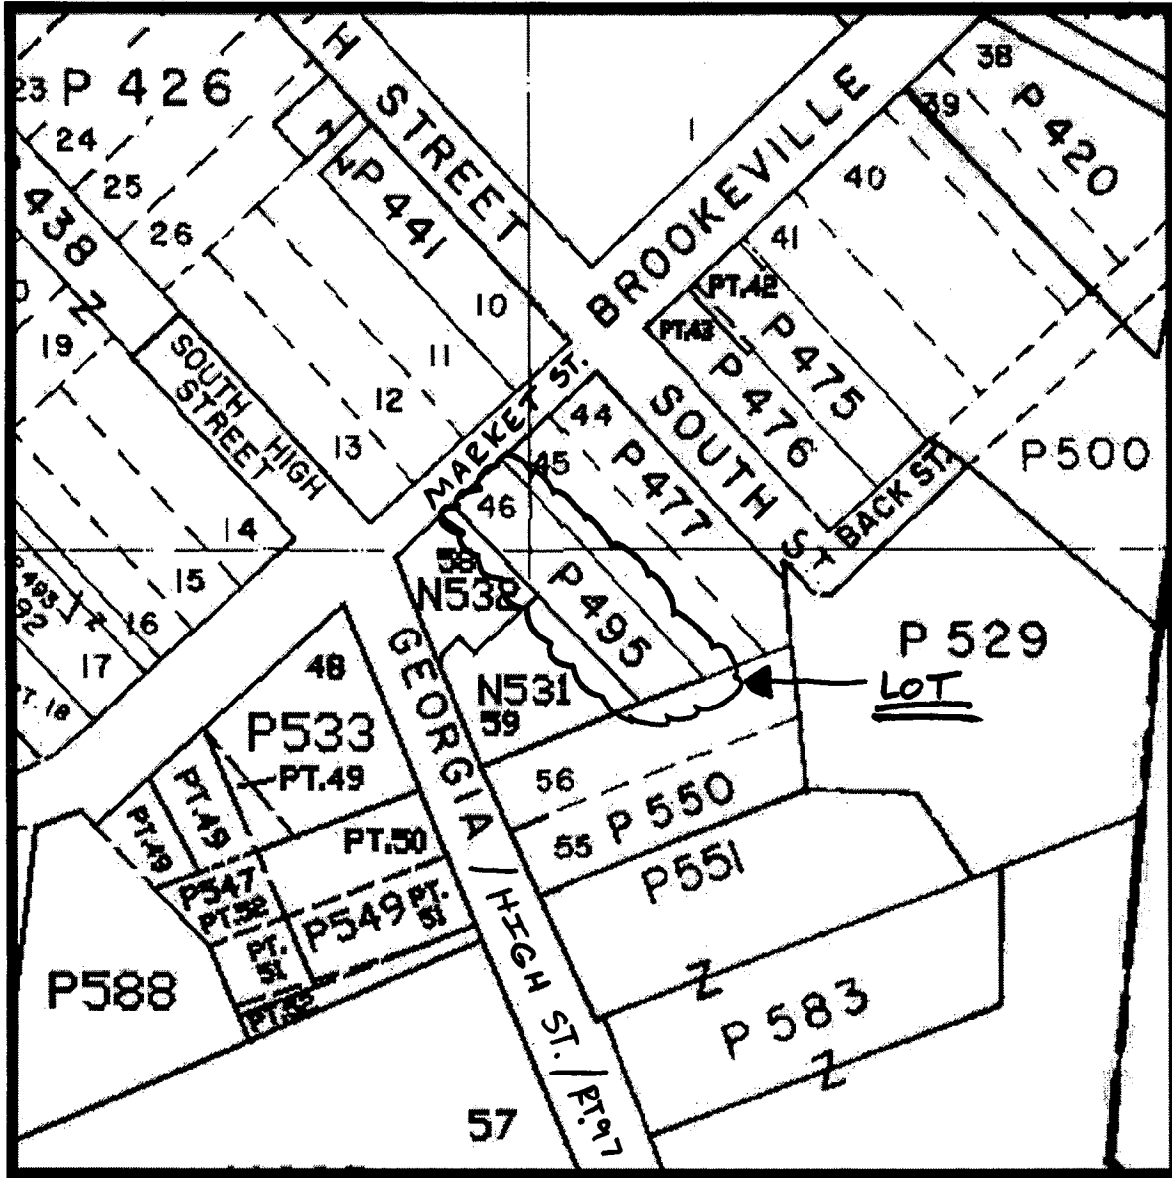 H STREET
BROOKEVILLE
38
39
P 420
23
P 426
24
25
26
438
Z
Z
P 441
1
40
41
PT.42
PT.43
P 475
P 476
10
11
12
13
MARKET ST.
19
SOUTH HIGH
STREET
44
45
46
P 477
SOUTH ST
BACK ST.
P500
14
15
16
17
PT. 18
58
N532
P 495
P 529
LOT
48
N531
59
P533
PT.49
PT.49
PT.49
GEORGIA / HIGH ST. / RT.97
56
55
P 550
P551
PT.50
P547
PT.52
P549
PT.
51
PT.
51
PT.52
P588
Z
P 583
Z
57